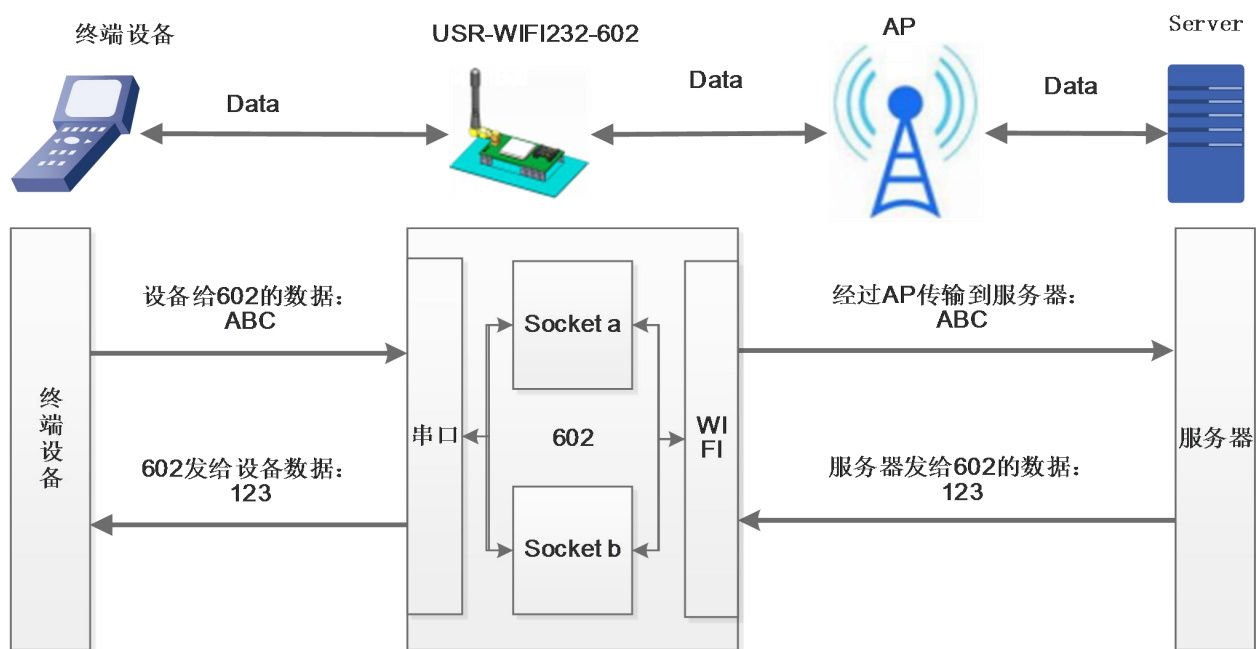 终端设备
USR-WIFI232-602
AP
Server
Data
Data
Data
设备给602的数据：
ABC
经过AP传输到服务器：
ABC
Socket a
终端设备
串口
602
WI
FI
服务器
602发给设备数据：
123
服务器发给602的数据：
123
Socket b